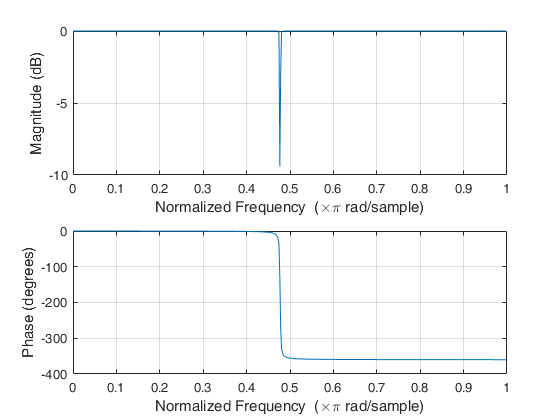 0
-5
-10
Magnitude (dB)
0 0.1 0.2 0.3 0.4 0.5 0.6 0.7 0.8 0.9 1
Normalized Frequency (×π rad/sample)
0
-100
-200
-300
-400
Phase (degrees)
0 0.1 0.2 0.3 0.4 0.5 0.6 0.7 0.8 0.9 1
Normalized Frequency (×π rad/sample)